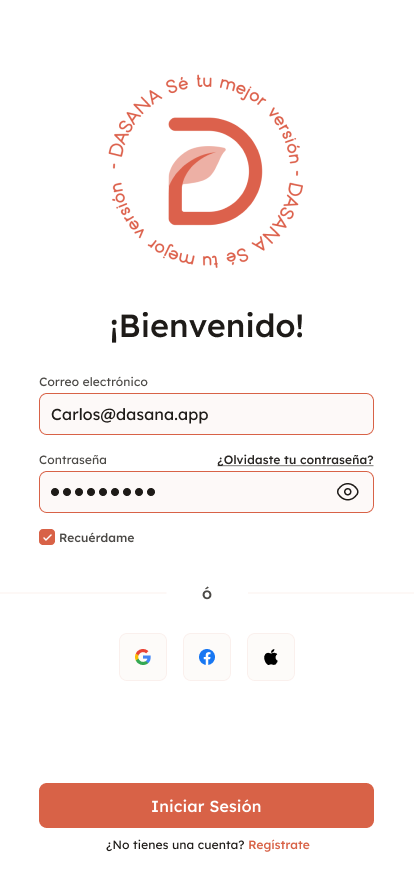 - DASANA Sé tu mejor versión - DASANA Sé tu mejor versión
¡Bienvenido!
Correo electrónico
Carlos@dasana.app
Contraseña ¿Olvidaste tu contraseña?
●●●●●●●●●
Recuérdame
ó
Iniciar Sesión
¿No tienes una cuenta? Registrate